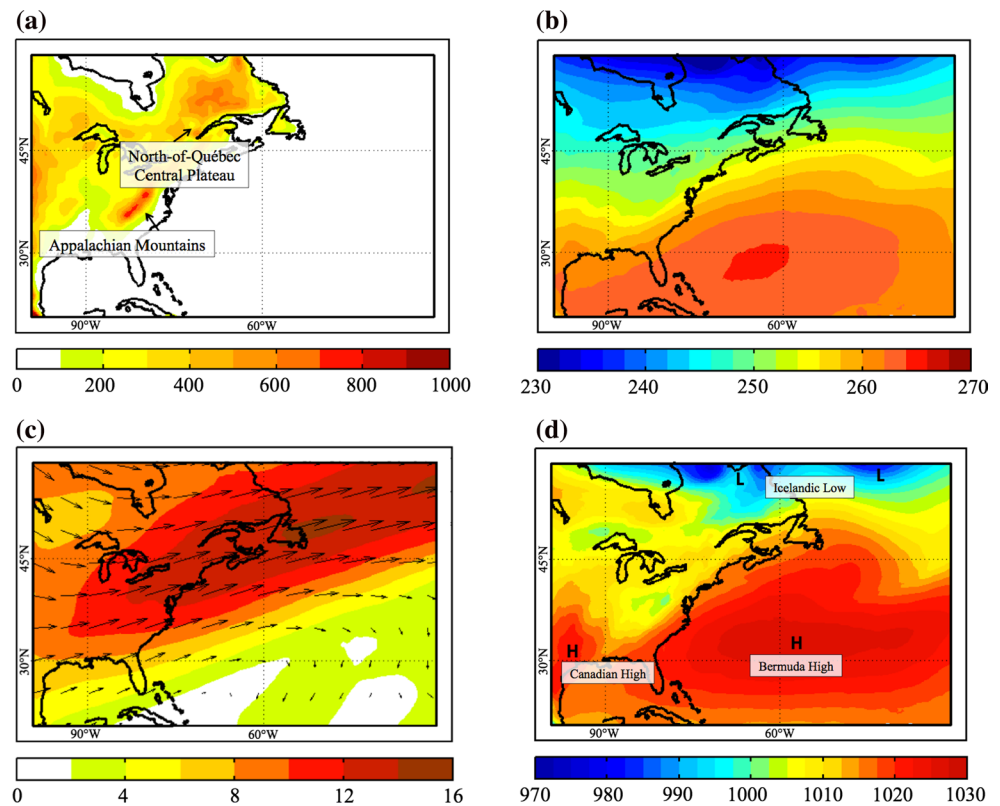 (a)
45°N
30°N
North-of-Québec
Central Plateau
Appalachian Mountains
90°W 60°W
0 200 400 600 800 1000
(b)
45°N
30°N
90°W 60°W
230 240 250 260 270
(c)
45°N
30°N
90°W 60°W
0 4 8 12 16
(d)
L L
Icelandic Low
45°N
H H
30°N
Canadian High Bermuda High
90°W 60°W
970 980 990 1000 1010 1020 1030